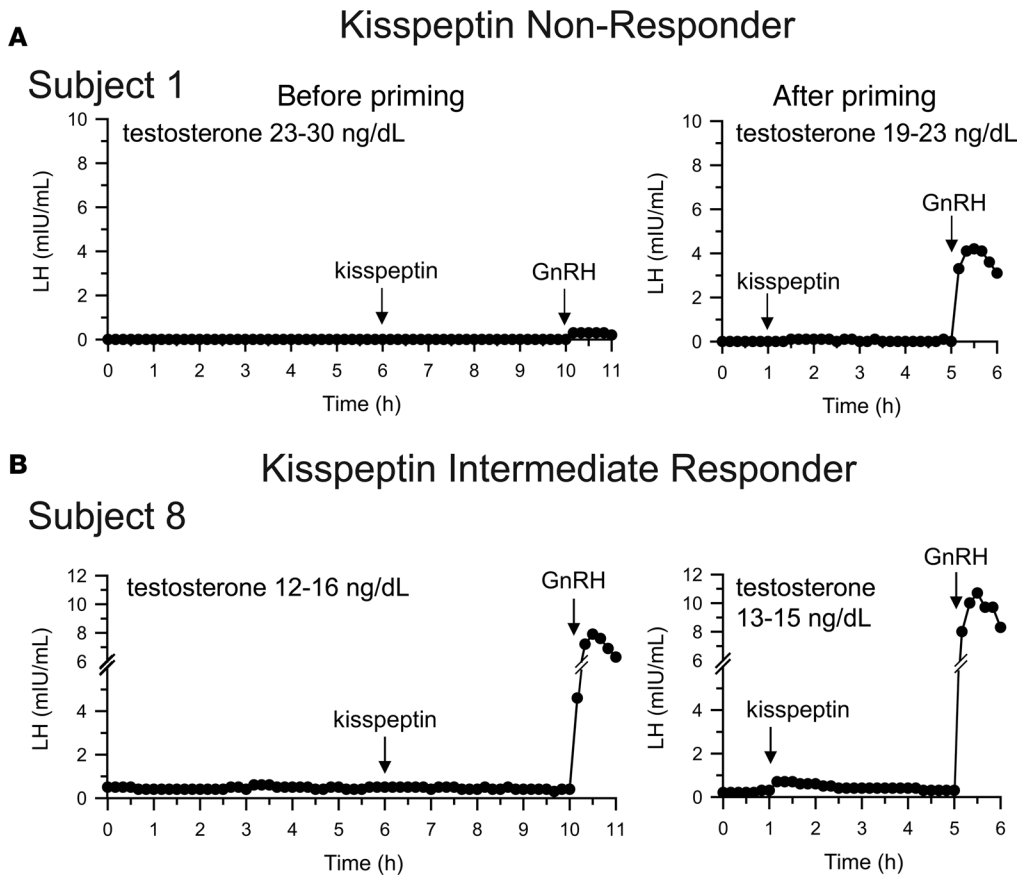 A
Kisspeptin Non-Responder
Subject 1
Before priming
After priming
testosterone 23-30 ng/dL
LH (mIU/mL)
10
8
6
4
2
0
kisspeptin
GnRH
0 1 2 3 4 5 6 7 8 9 10 11
Time (h)
testosterone 19-23 ng/dL
LH (mIU/mL)
10
8
6
4
2
0
kisspeptin
GnRH
0 1 2 3 4 5 6
Time (h)
B
Kisspeptin Intermediate Responder
Subject 8
testosterone 12-16 ng/dL
LH (mIU/mL)
12
10
8
6
4
2
0
kisspeptin
GnRH
0 1 2 3 4 5 6 7 8 9 10 11
Time (h)
GnRH
testosterone
13-15 ng/dL
LH (mIU/mL)
12
10
8
6
4
2
0
kisspeptin
0 1 2 3 4 5 6
Time (h)